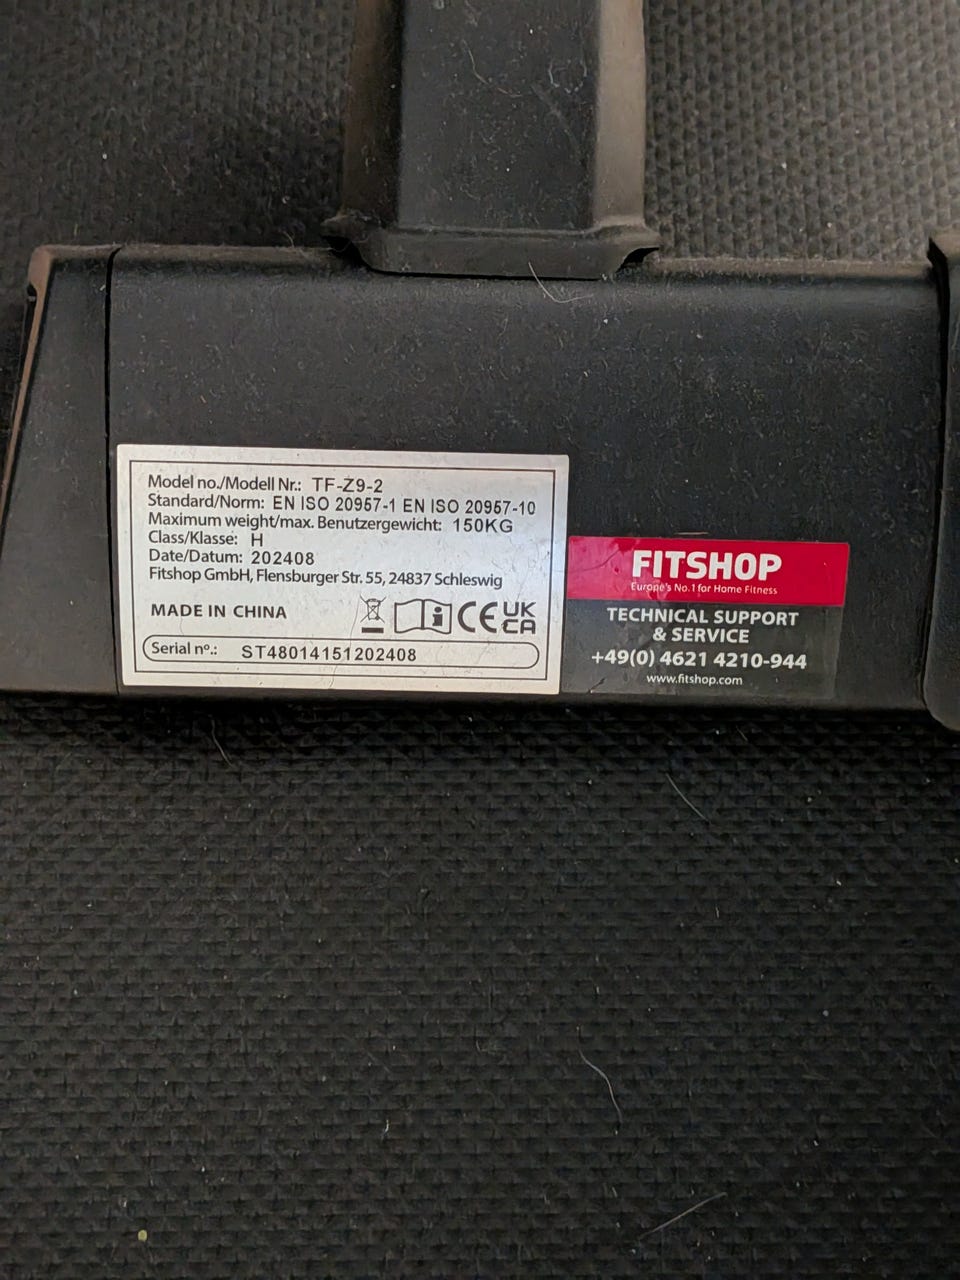 Model no./Modell Nr.: TF-Z9-2
Standard/Norm: EN ISO 20957-1 EN ISO 20957-10
Maximum weight/max. Benutzergewicht: 150KG
Class/Klasse: H
Date/Datum: 202408
Fitshop GmbH, Flensburger Str. 55, 24837 Schleswig
MADE IN CHINA
CE UK CA
Serial nº.: ST48014151202408
FITSHOP
Europe's No.1 for Home Fitness
TECHNICAL SUPPORT
& SERVICE
+49(0) 4621 4210-944
www.fitshop.com